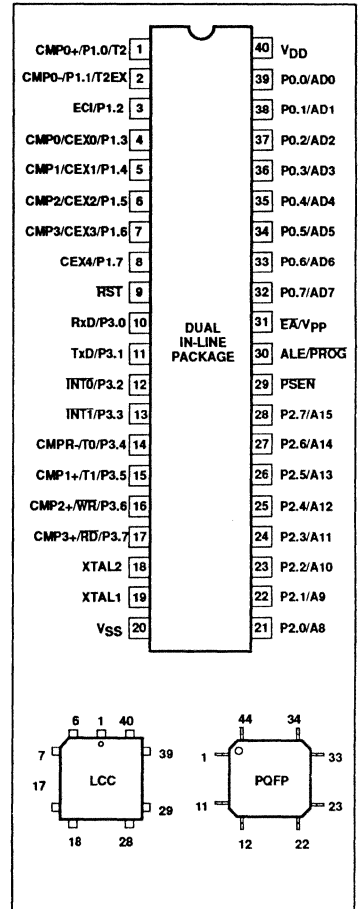 CMP0+/P1.0/T2 1
40 VDD
CMP0-/P1.1/T2EX 2
39 P0.0/AD0
ECI/P1.2 3
38 P0.1/AD1
CMP0/CEX0/P1.3 4
37 P0.2/AD2
CMP1/CEX1/P1.4 5
36 P0.3/AD3
CMP2/CEX2/P1.5 6
35 P0.4/AD4
CMP3/CEX3/P1.6 7
34 P0.5/AD5
CEX4/P1.7 8
33 P0.6/AD6
RST 9
32 P0.7/AD7
RxD/P3.0 10
31 EA/VPP
TxD/P3.1 11
30 ALE/PROG
DUAL
IN-LINE
PACKAGE
INT0/P3.2 12
29 PSEN
INT1/P3.3 13
28 P2.7/A15
CMPR-/T0/P3.4 14
27 P2.6/A14
CMP1+/T1/P3.5 15
26 P2.5/A13
CMP2+/WR/P3.6 16
25 P2.4/A12
CMP3+/RD/P3.7 17
24 P2.3/A11
XTAL2 18
23 P2.2/A10
XTAL1 19
22 P2.1/A9
VSS 20
21 P2.0/A8
6 1 40
7 39
LCC
17
29
18 28
44 34
1 33
PQFP
11 23
12 22